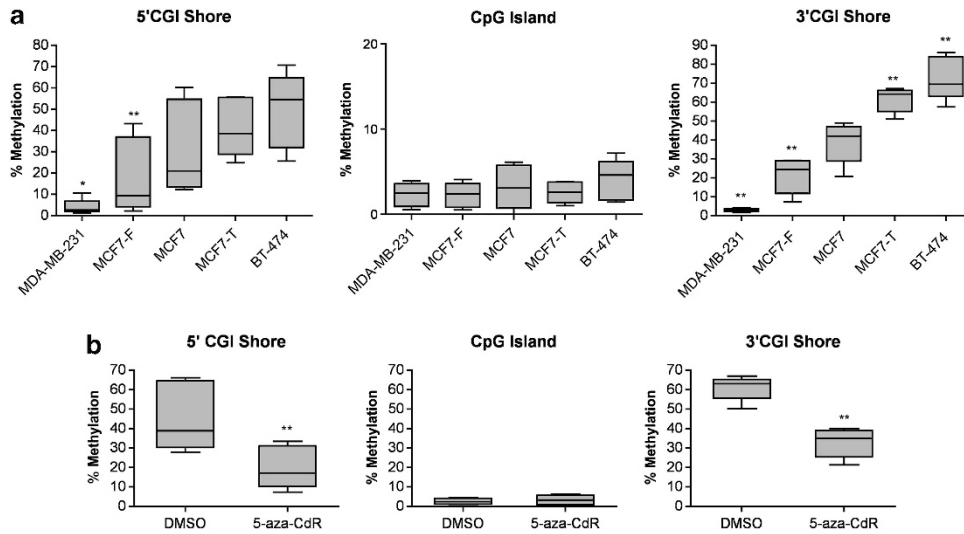 a
5'CGI Shore
% Methylation
80
70
60
50
40
30
20
10
0
MDA-MB-231
MCF7-F
MCF7
MCF7-T
BT-474
*
**
CpG Island
% Methylation
20
10
0
MDA-MB-231
MCF7-F
MCF7
MCF7-T
BT-474
3'CGI Shore
% Methylation
90
80
70
60
50
40
30
20
10
0
MDA-MB-231
MCF7-F
MCF7
MCF7-T
BT-474
**
**
**
**
b
5' CGI Shore
% Methylation
70
60
50
40
30
20
10
0
DMSO
5-aza-CdR
**
CpG Island
% Methylation
70
60
50
40
30
20
10
0
DMSO
5-aza-CdR
3'CGI Shore
% Methylation
70
60
50
40
30
20
10
0
DMSO
5-aza-CdR
**